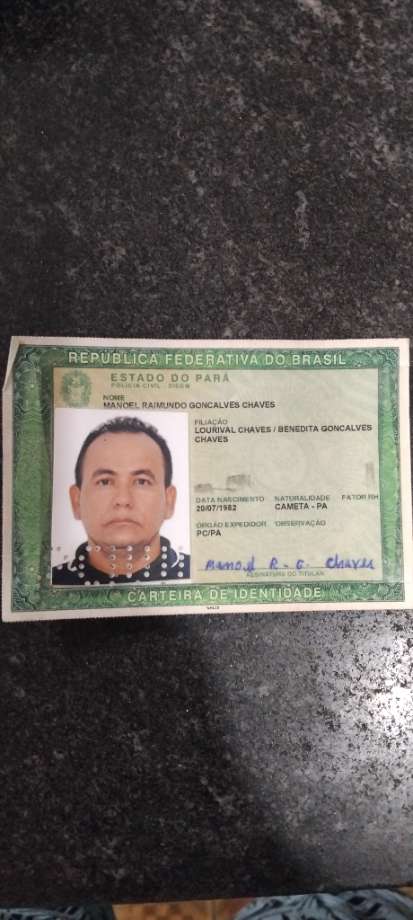 REPÚBLICA FEDERATIVA DO BRASIL
ESTADO DO PARÁ
POLÍCIA CIVIL - DIDEM
NOME
MANOEL RAIMUNDO GONCALVES CHAVES
FILIAÇÃO
LOURIVAL CHAVES / BENEDITA GONCALVES
CHAVES
DATA NASCIMENTO NATURALIDADE FATOR RH
20/07/1982 CAMETA - PA
ÓRGÃO EXPEDIDOR OBSERVAÇÃO
PC/PA
Manoel R. G. Chaves
ASSINATURA DO TITULAR
CARTEIRA DE IDENTIDADE